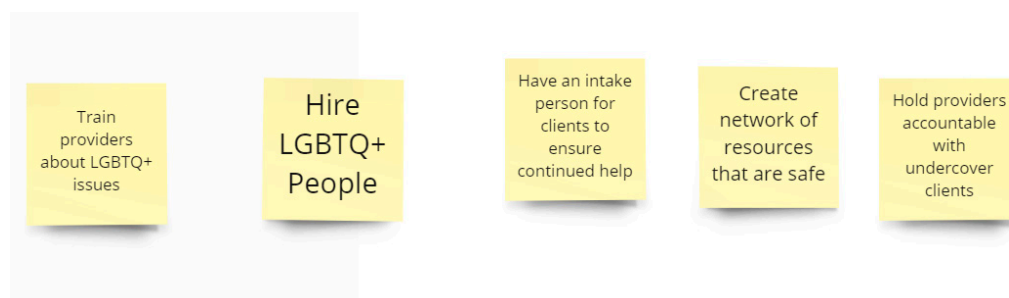 Train
providers
about LGBTQ+
issues
Hire
LGBTQ+
People
Have an intake
person for
clients to
ensure
continued help
Create
network of
resources
that are safe
Hold providers
accountable
with
undercover
clients